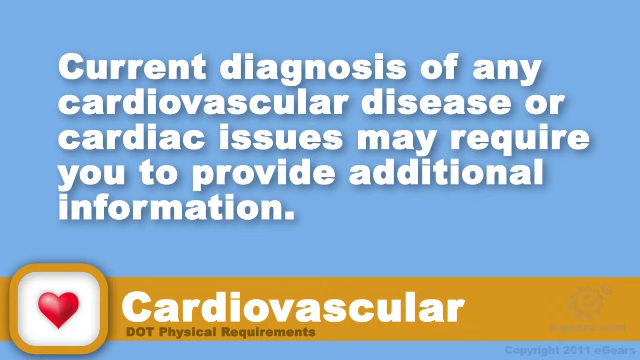 Current diagnosis of any
cardiovascular disease or
cardiac issues may require
you to provide additional
information.
Cardiovascular
DOT Physical Requirements
Copyright 2011 eGears